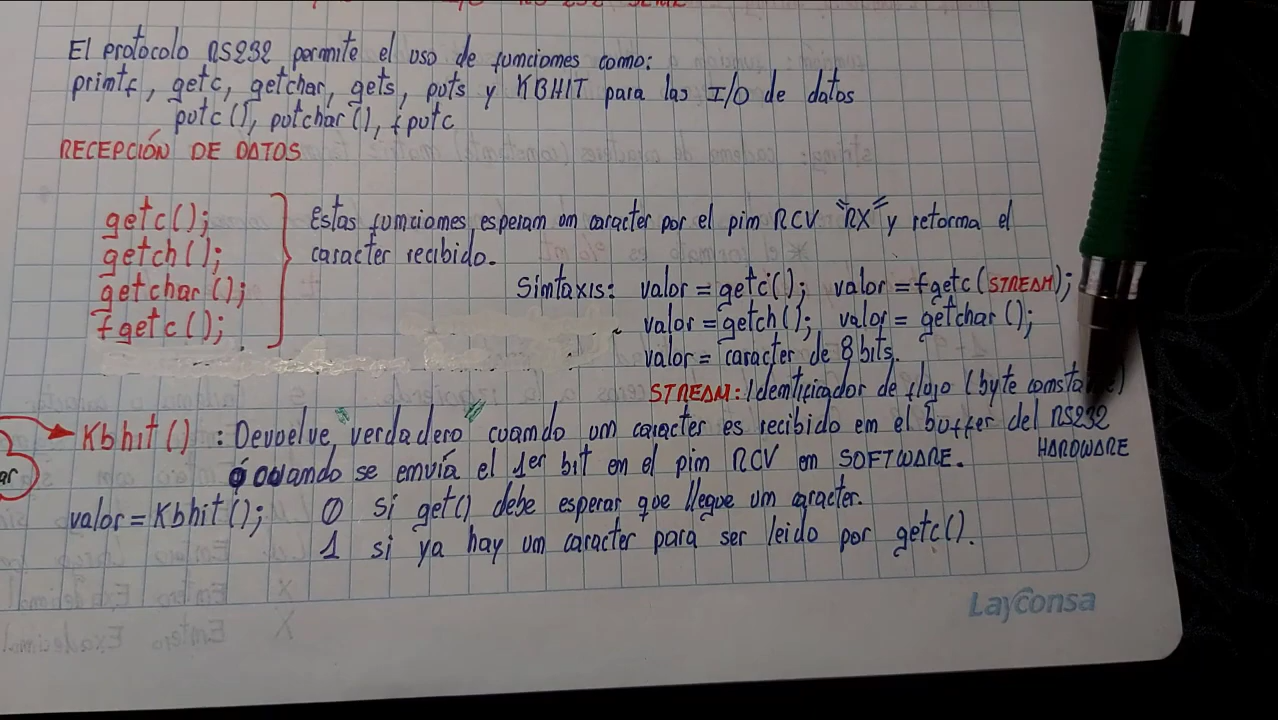 El protocolo RS232 permite el uso de funciones como:
printf, getc, getchar, gets, puts y KBHIT para las I/O de datos
putc(), putchar(), fputc
RECEPCIÓN DE DATOS
getc();
getch();
getchar();
fgetc();
Estas funciones, esperan un caracter por el pin RCV "RX" y retorna el
caracter recibido.
Sintaxis: valor = getc(); valor = fgetc(STREAM);
valor = getch(); valor = getchar();
valor = caracter de 8 bits.
STREAM: Identificador de flujo (byte
Kbhit() : Devuelve verdadero cuando un caracter es recibido en el buffer del RS232
HARDWARE
ó cuando se envía el 1er bit en el pin RCV en SOFTWARE.
valor = Kbhit(); 0 si get() debe esperar que llegue un caracter.
1 si ya hay un caracter para ser leido por getc().
LayConsa